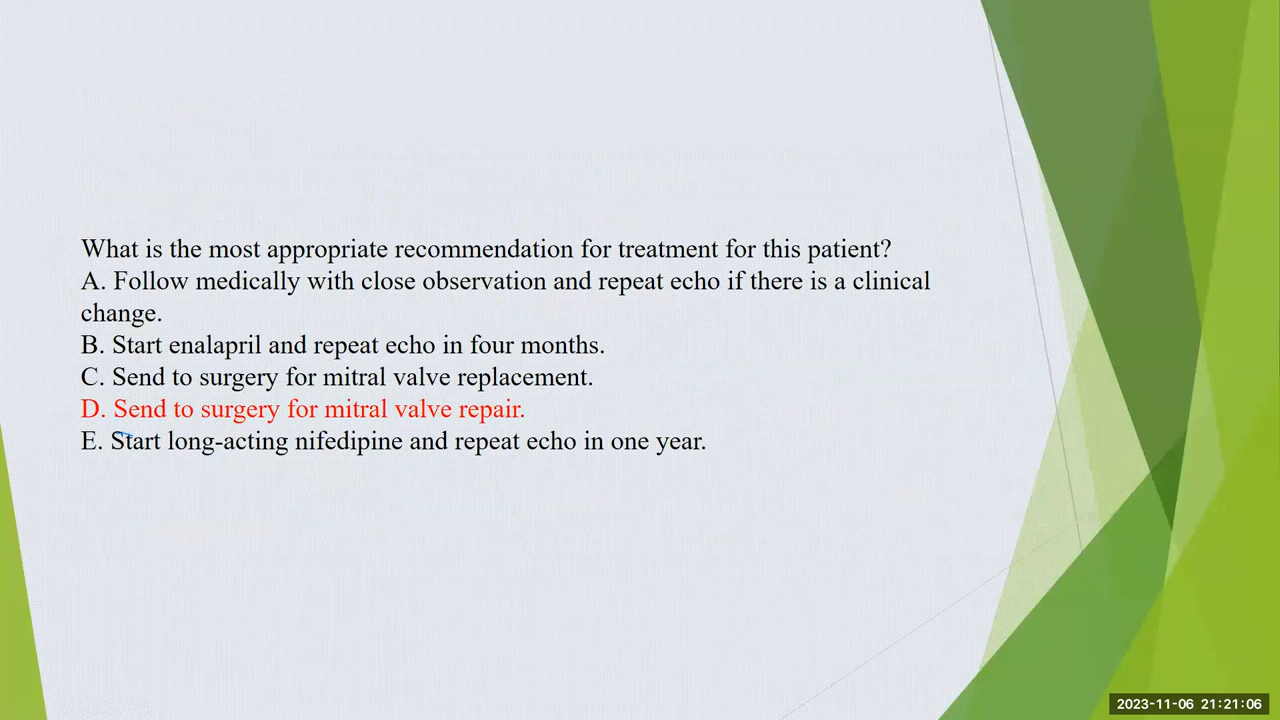 What is the most appropriate recommendation for treatment for this patient?
A. Follow medically with close observation and repeat echo if there is a clinical
change.
B. Start enalapril and repeat echo in four months.
C. Send to surgery for mitral valve replacement.
D. Send to surgery for mitral valve repair.
E. Start long-acting nifedipine and repeat echo in one year.
2023-11-06 21:21:06